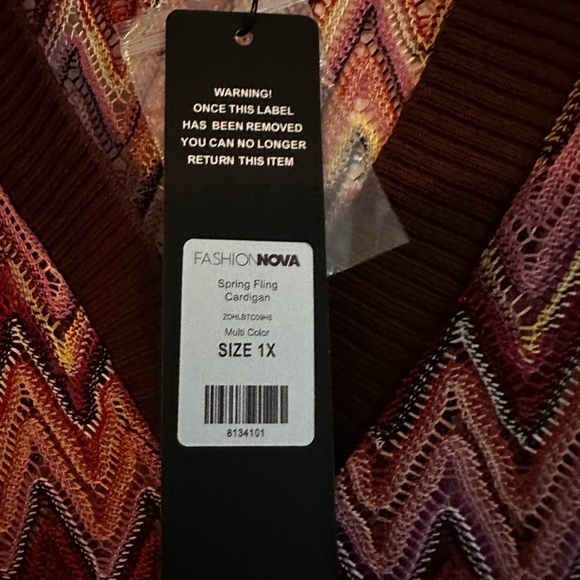 WARNING!
ONCE THIS LABEL
HAS BEEN REMOVED
YOU CAN NO LONGER
RETURN THIS ITEM
FASHIONNOVA
Spring Fling
Cardigan
ZDHLBTC09H5
Multi Color
SIZE 1X
8134101